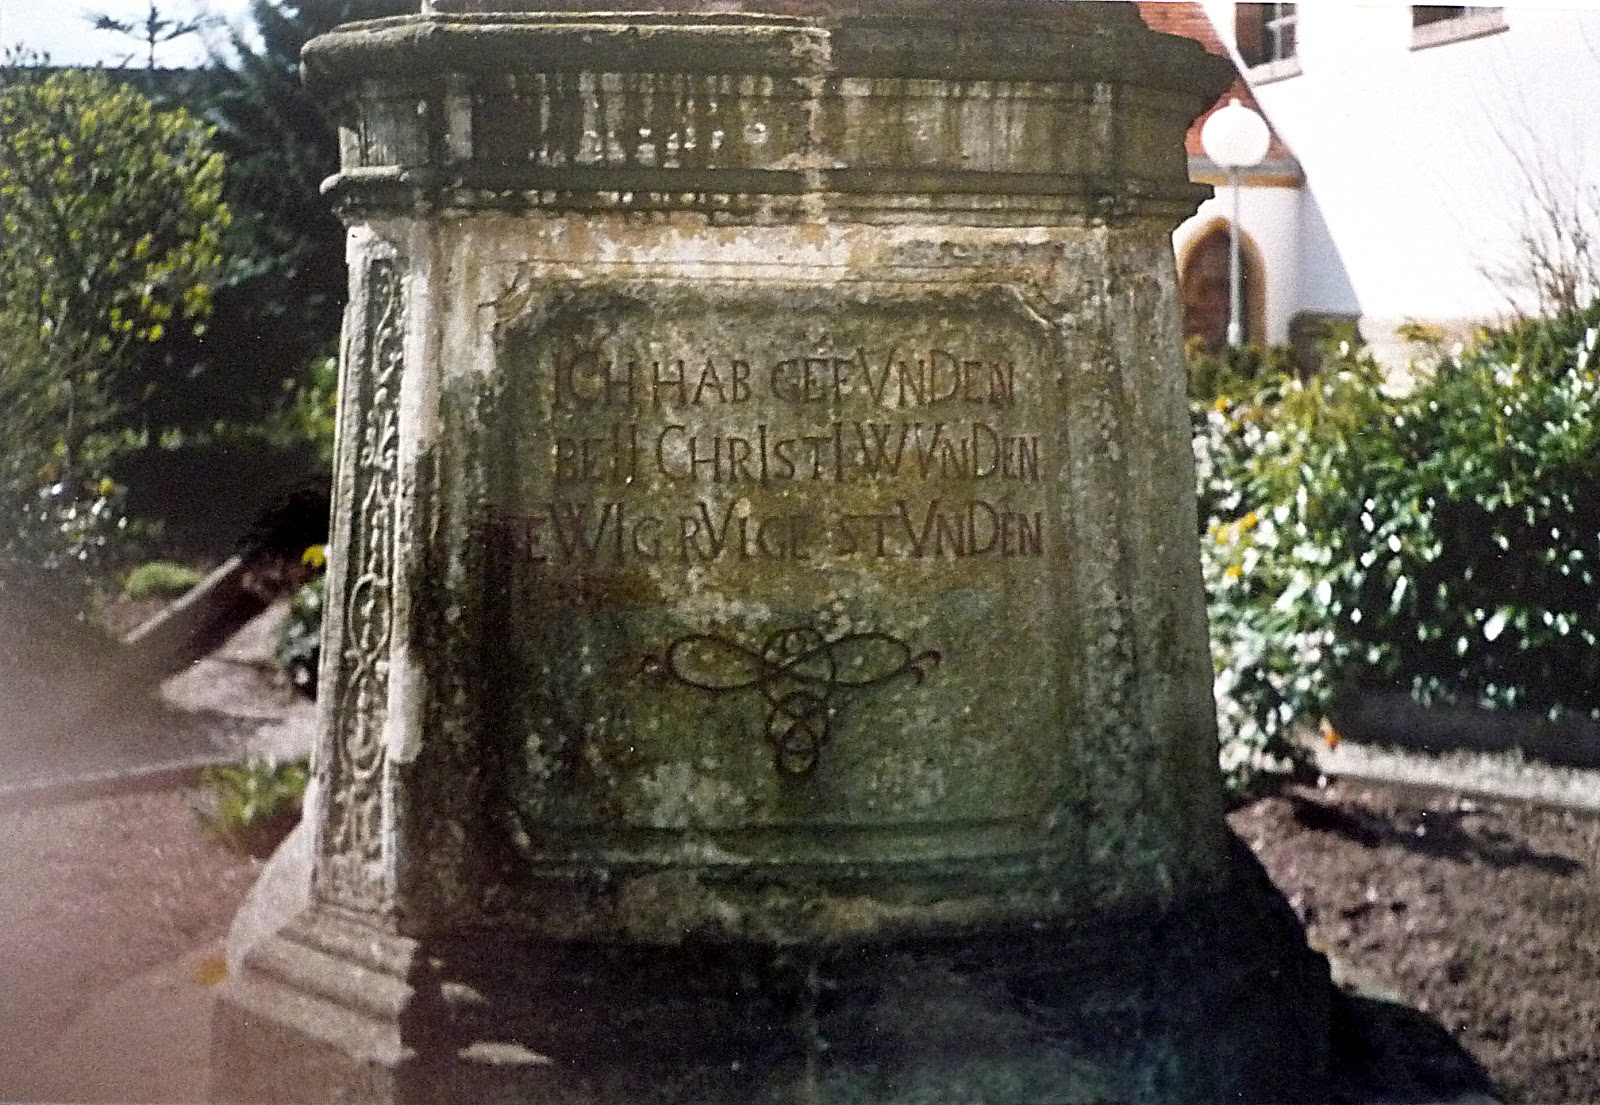 ICH HAB GEFVNDEN
BEII CHRISTI WVNDEN
EWIG RVIGE STVNDEN